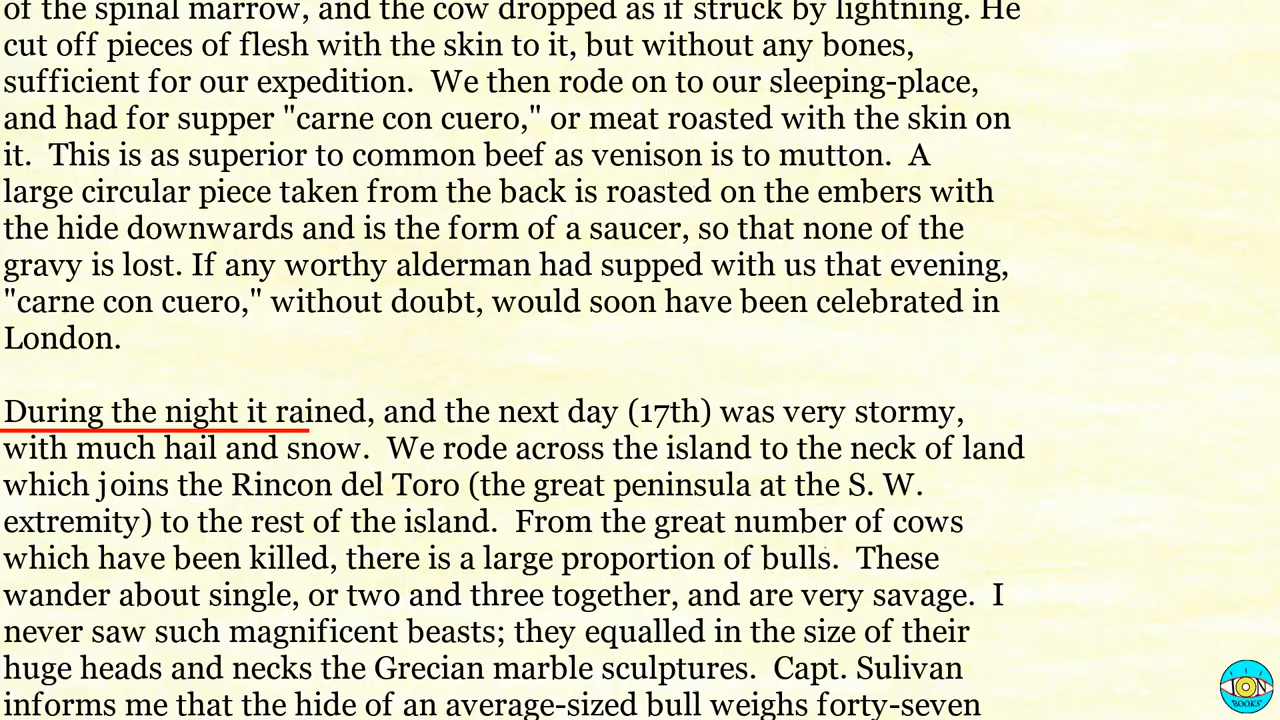 of the spinal marrow, and the cow dropped as if struck by lightning. He
cut off pieces of flesh with the skin to it, but without any bones,
sufficient for our expedition.  We then rode on to our sleeping-place,
and had for supper "carne con cuero," or meat roasted with the skin on
it.  This is as superior to common beef as venison is to mutton.  A
large circular piece taken from the back is roasted on the embers with
the hide downwards and is the form of a saucer, so that none of the
gravy is lost. If any worthy alderman had supped with us that evening,
"carne con cuero," without doubt, would soon have been celebrated in
London.
During the night it rained, and the next day (17th) was very stormy,
with much hail and snow.  We rode across the island to the neck of land
which joins the Rincon del Toro (the great peninsula at the S. W.
extremity) to the rest of the island.  From the great number of cows
which have been killed, there is a large proportion of bulls.  These
wander about single, or two and three together, and are very savage.  I
never saw such magnificent beasts; they equalled in the size of their
huge heads and necks the Grecian marble sculptures.  Capt. Sulivan
informs me that the hide of an average-sized bull weighs forty-seven
ION
BOOKS